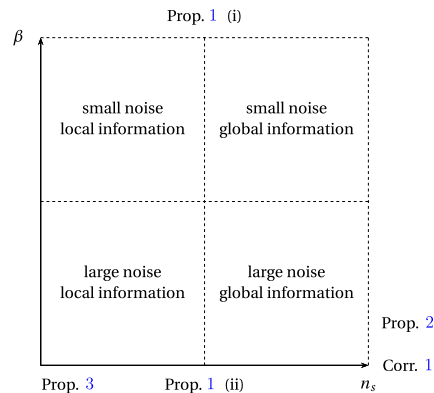 Prop. 1 (i)
β
small noise
local information
small noise
global information
large noise
local information
large noise
global information
Prop. 2
Corr. 1
Prop. 3
Prop. 1 (ii)
n_s